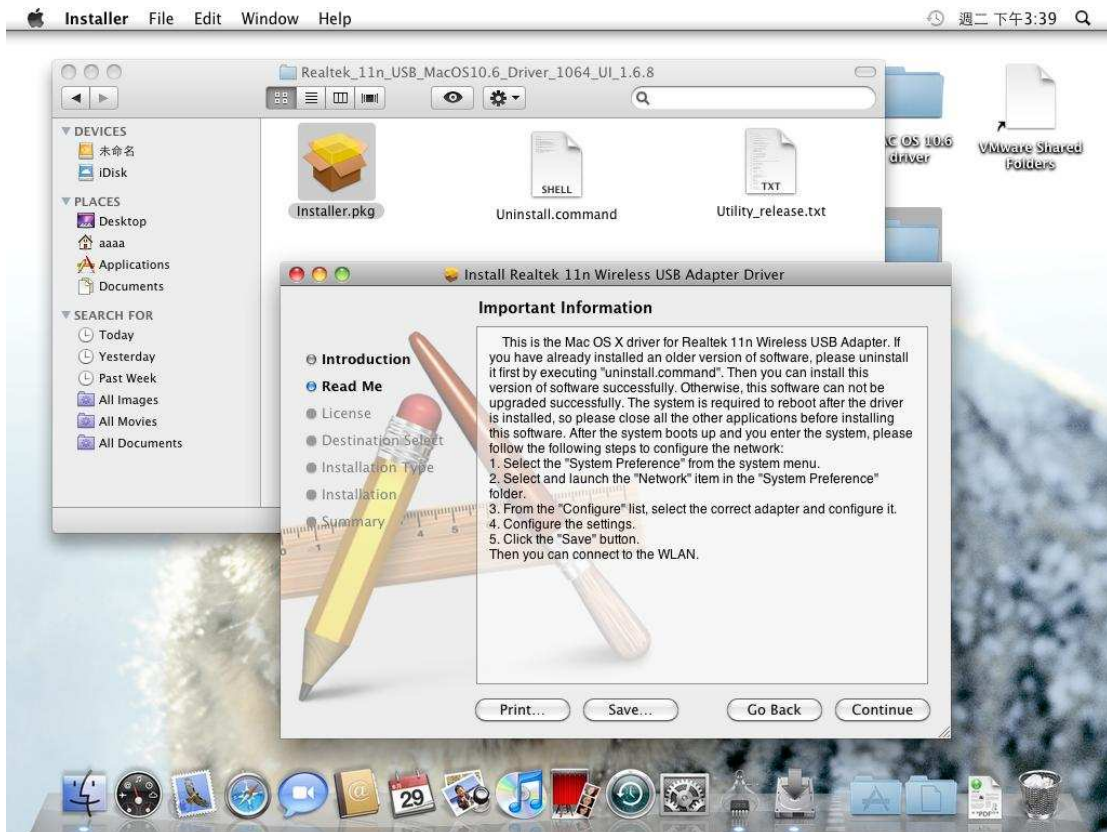 Installer File Edit Window Help 週二 下午3:39
Realtek_11n_USB_MacOS10.6_Driver_1064_UI_1.6.8
DEVICES
未命名
iDisk
PLACES
Desktop
aaaa
Applications
Documents
SEARCH FOR
Today
Yesterday
Past Week
All Images
All Movies
All Documents
Installer.pkg
SHELL
Uninstall.command
TXT
Utility_release.txt
OS 10.6
driver
VMware Shared
Folders
Install Realtek 11n Wireless USB Adapter Driver
Important Information
Introduction
Read Me
License
Destination Select
Installation Type
Installation
Summary
This is the Mac OS X driver for Realtek 11n Wireless USB Adapter. If
you have already installed an older version of software, please uninstall
it first by executing "uninstall.command". Then you can install this
version of software successfully. Otherwise, this software can not be
upgraded successfully. The system is required to reboot after the driver
is installed, so please close all the other applications before installing
this software. After the system boots up and you enter the system, please
follow the following steps to configure the network:
1. Select the "System Preference" from the system menu.
2. Select and launch the "Network" item in the "System Preference"
folder.
3. From the "Configure" list, select the correct adapter and configure it.
4. Configure the settings.
5. Click the "Save" button.
Then you can connect to the WLAN.
Print... Save... Go Back Continue
29
PDF